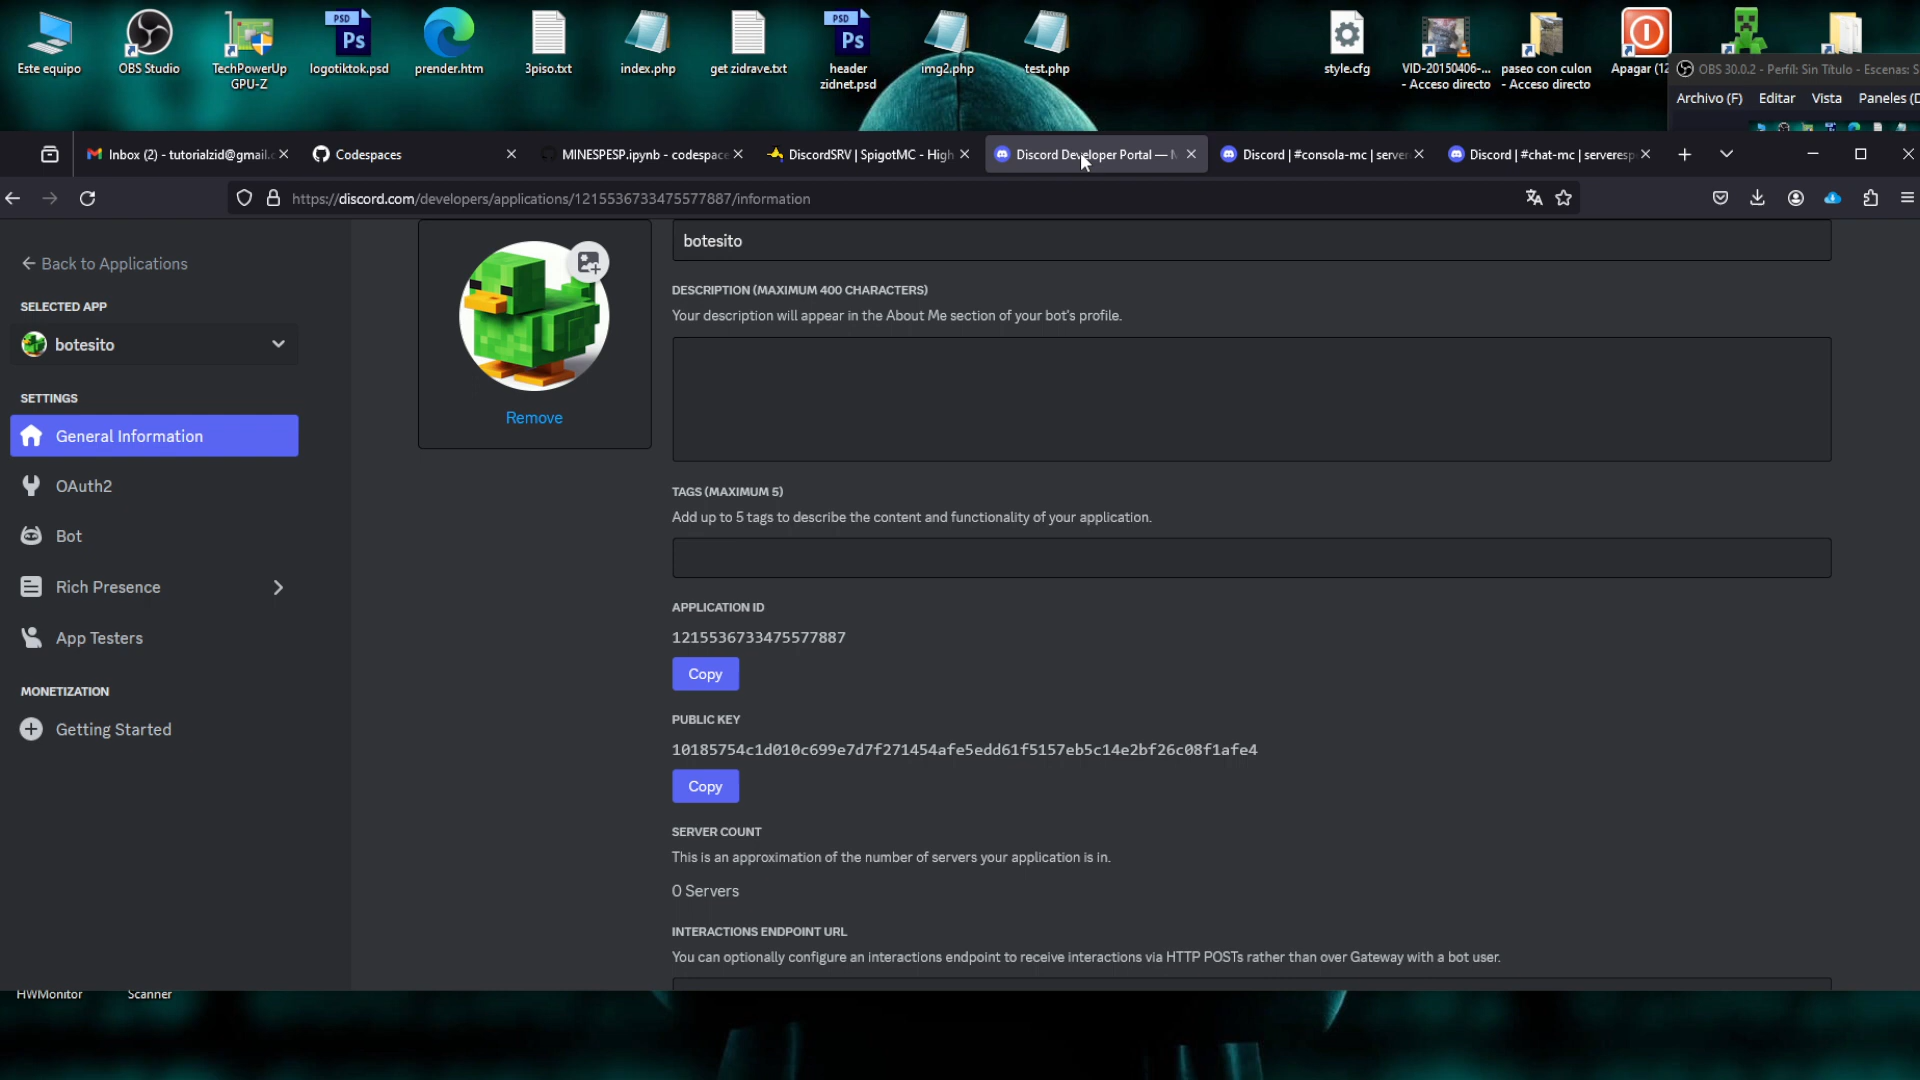 PSD
PSD
Ps
Ps
Este equipo
OBS Studio
TechPowerUp
GPU-Z
logotiktok.psd
prender.htm
3piso.txt
index.php
get zidrave.txt
header
zidnet.psd
img2.php
test.php
style.cfg
VID-20150406-...
- Acceso directo
paseo con culon
- Acceso directo
Apagar (12
OBS 30.0.2 - Perfil: Sin Título - Escenas: S
Archivo (F) Editar Vista Paneles (D
Inbox (2) - tutorialzid@gmail.c
Codespaces
MINESPESP.ipynb - codespace
DiscordSRV | SpigotMC - High
Discord Developer Portal — M
Discord | #consola-mc | server
Discord | #chat-mc | serveresp
https://discord.com/developers/applications/1215536733475577887/information
Back to Applications
SELECTED APP
botesito
SETTINGS
General Information
OAuth2
Bot
Rich Presence
App Testers
MONETIZATION
Getting Started
Remove
botesito
DESCRIPTION (MAXIMUM 400 CHARACTERS)
Your description will appear in the About Me section of your bot's profile.
TAGS (MAXIMUM 5)
Add up to 5 tags to describe the content and functionality of your application.
APPLICATION ID
1215536733475577887
Copy
PUBLIC KEY
10185754c1d010c699e7d7f271454afe5edd61f5157eb5c14e2bf26c08f1afe4
Copy
SERVER COUNT
This is an approximation of the number of servers your application is in.
0 Servers
INTERACTIONS ENDPOINT URL
You can optionally configure an interactions endpoint to receive interactions via HTTP POSTs rather than over Gateway with a bot user.
HWMonitor
Scanner